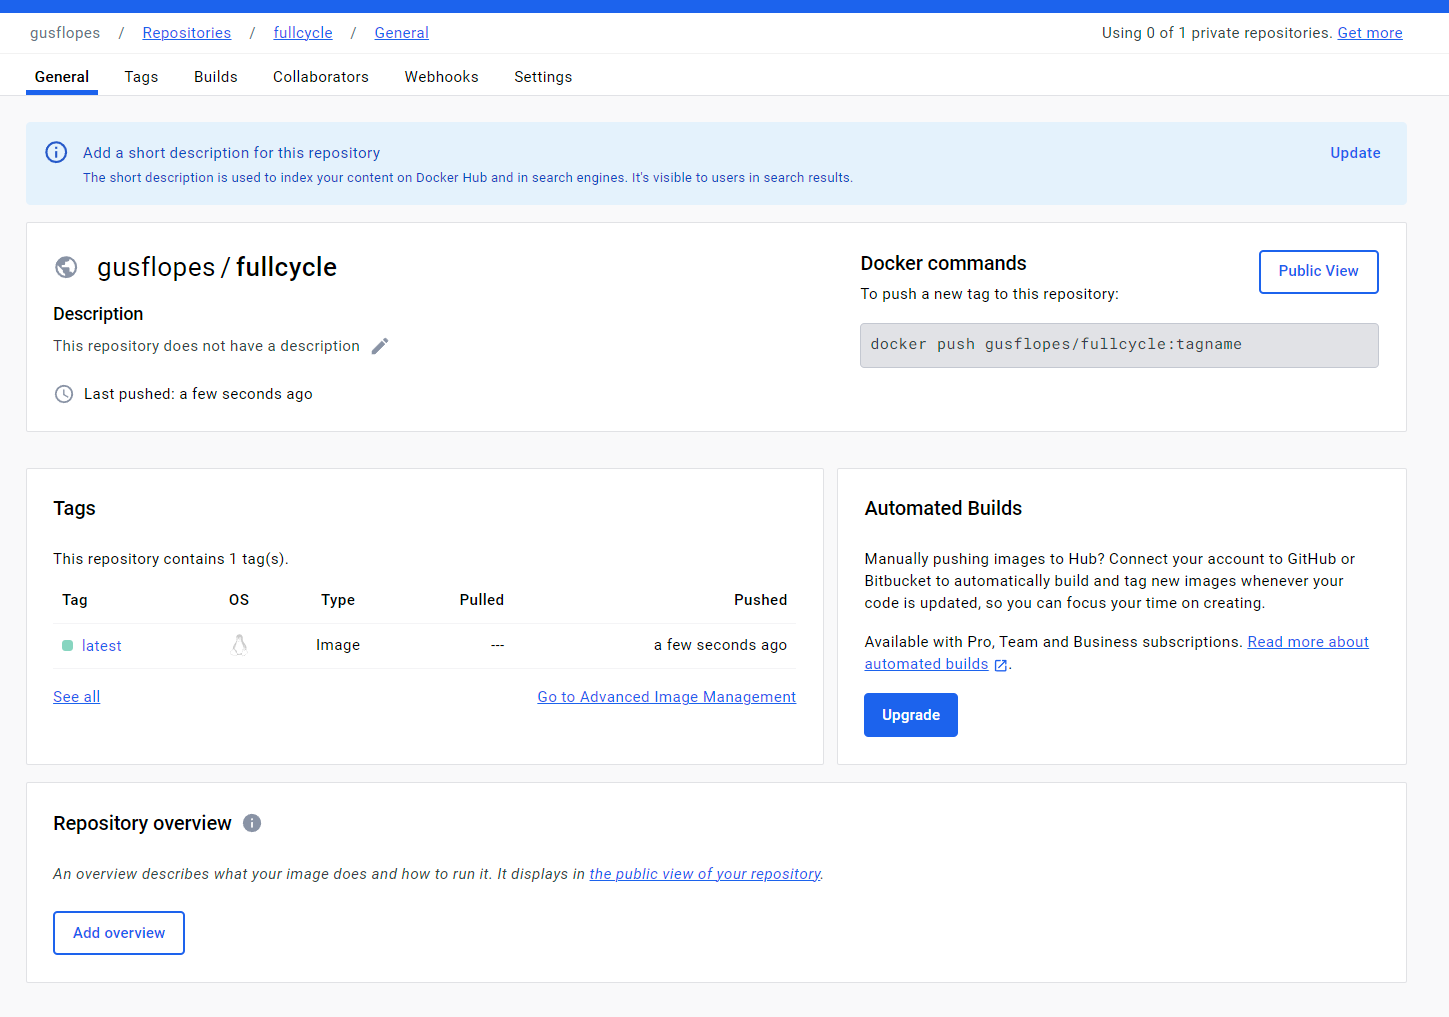 gusflopes / Repositories / fullcycle / General
Using 0 of 1 private repositories. Get more
General Tags Builds Collaborators Webhooks Settings
Add a short description for this repository
Update
The short description is used to index your content on Docker Hub and in search engines. It's visible to users in search results.
gusflopes / fullcycle
Description
This repository does not have a description
Last pushed: a few seconds ago
Docker commands
Public View
To push a new tag to this repository:
docker push gusflopes/fullcycle:tagname
Tags
This repository contains 1 tag(s).
Tag OS Type Pulled Pushed
latest Image --- a few seconds ago
See all
Go to Advanced Image Management
Automated Builds
Manually pushing images to Hub? Connect your account to GitHub or
Bitbucket to automatically build and tag new images whenever your
code is updated, so you can focus your time on creating.
Available with Pro, Team and Business subscriptions. Read more about
automated builds .
Upgrade
Repository overview
An overview describes what your image does and how to run it. It displays in the public view of your repository.
Add overview